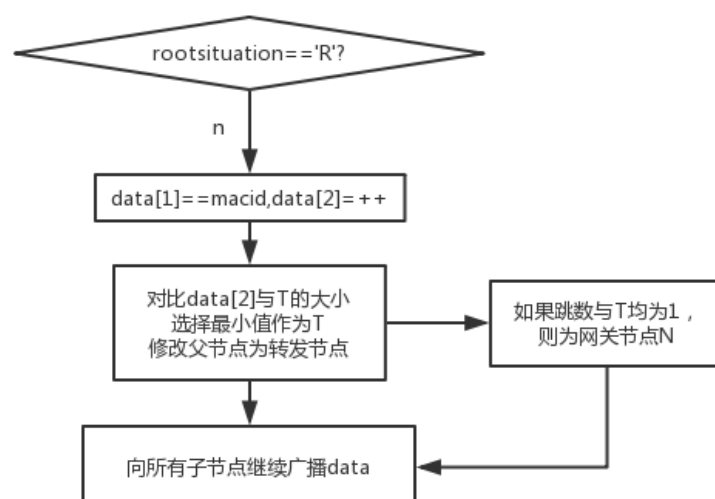 rootsituation=='R'?
n
data[1]==macid,data[2]=++
对比data[2]与T的大小
选择最小值作为T
修改父节点为转发节点
如果跳数与T均为1，
则为网关节点N
向所有子节点继续广播data